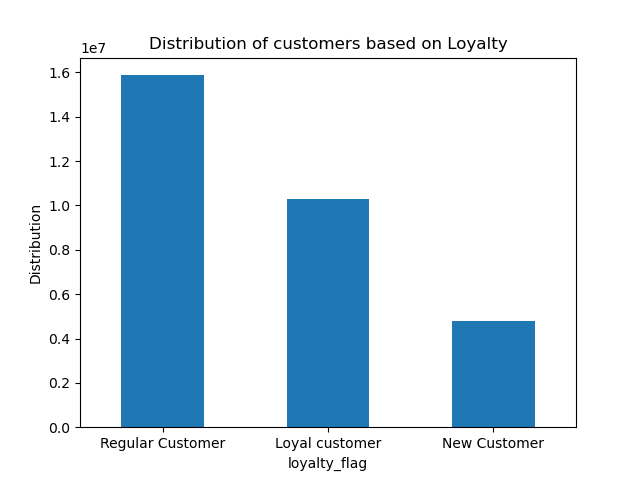 Distribution of customers based on Loyalty
1e7
1.6
1.4
1.2
1.0
0.8
0.6
0.4
0.2
0.0
Distribution
Regular Customer
Loyal customer
New Customer
loyalty_flag